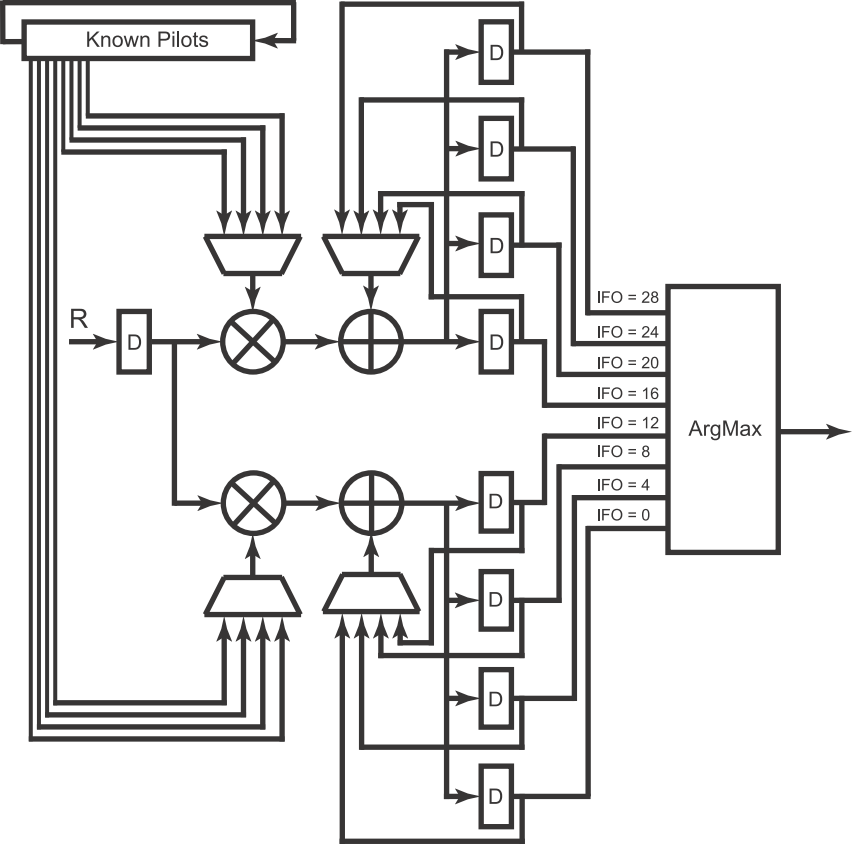 Known Pilots
D
D
D
IFO = 28
R
D
D
IFO = 24
IFO = 20
IFO = 16
IFO = 12
ArgMax
IFO = 8
IFO = 4
D
IFO = 0
D
D
D